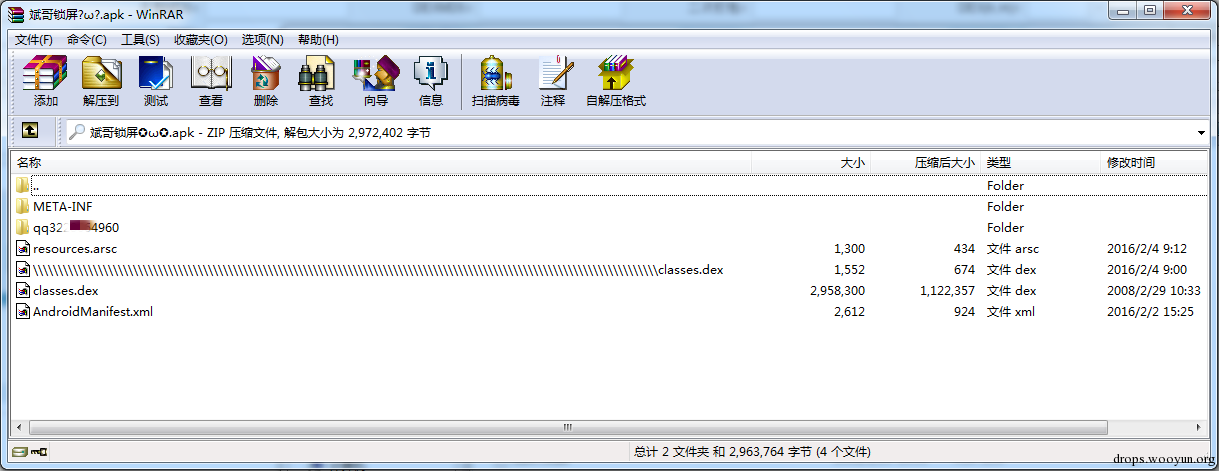 斌哥锁屏?ω?.apk - WinRAR
文件(F) 命令(C) 工具(S) 收藏夹(O) 选项(N) 帮助(H)
添加 解压到 测试 查看 删除 查找 向导 信息 扫描病毒 注释 自解压格式
斌哥锁屏✪ω✪.apk - ZIP 压缩文件, 解包大小为 2,972,402 字节
名称 大小 压缩后大小 类型 修改时间
.. Folder
META-INF Folder
qq32 4960 Folder
resources.arsc 1,300 434 文件 arsc 2016/2/4 9:12
\\\\\\\\\\\\\\\\\\\\\\\\\\\\\\\\\\\\\\\\\\\\\\\\\\\\\\\\\\\\\\\\\\\\\\\\\\\\\\\\\\\\\\\\\\\\\\\\\\\\\\\\classes.dex 1,552 674 文件 dex 2016/2/4 9:00
classes.dex 2,958,300 1,122,357 文件 dex 2008/2/29 10:33
AndroidManifest.xml 2,612 924 文件 xml 2016/2/2 15:25
总计 2 文件夹 和 2,963,764 字节 (4 个文件)
drops.wooyun.org